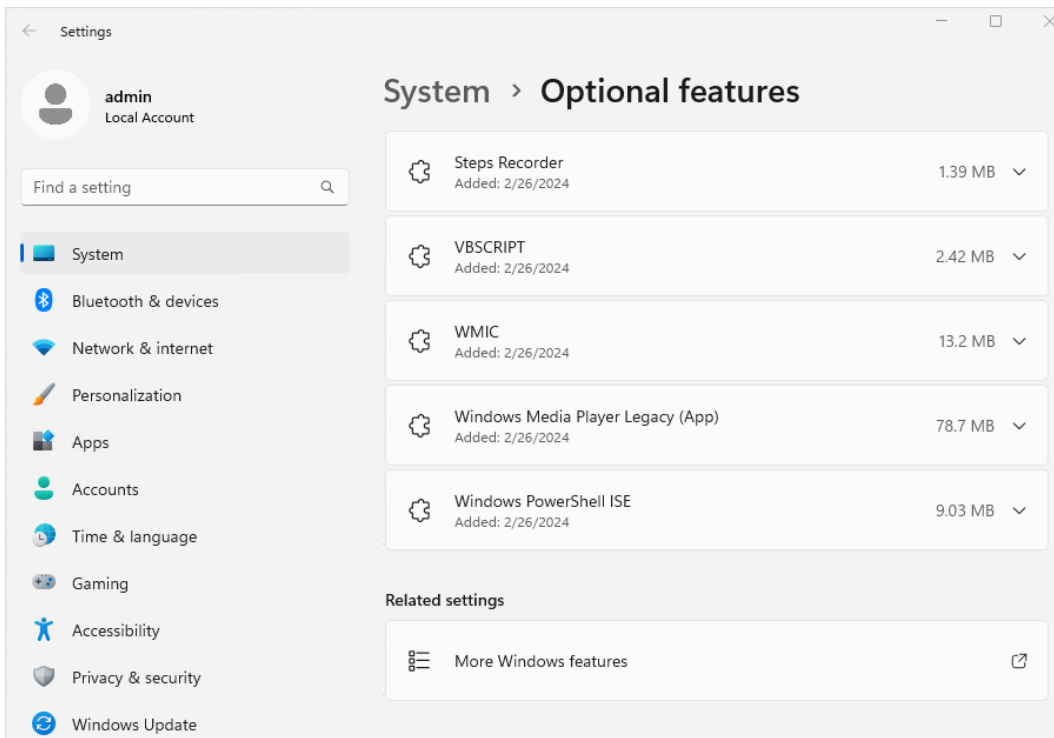 Settings
admin
Local Account
Find a setting
System
Bluetooth & devices
Network & internet
Personalization
Apps
Accounts
Time & language
Gaming
Accessibility
Privacy & security
Windows Update
System > Optional features
Steps Recorder
Added: 2/26/2024
1.39 MB
VBSCRIPT
Added: 2/26/2024
2.42 MB
WMIC
Added: 2/26/2024
13.2 MB
Windows Media Player Legacy (App)
Added: 2/26/2024
78.7 MB
Windows PowerShell ISE
Added: 2/26/2024
9.03 MB
Related settings
More Windows features